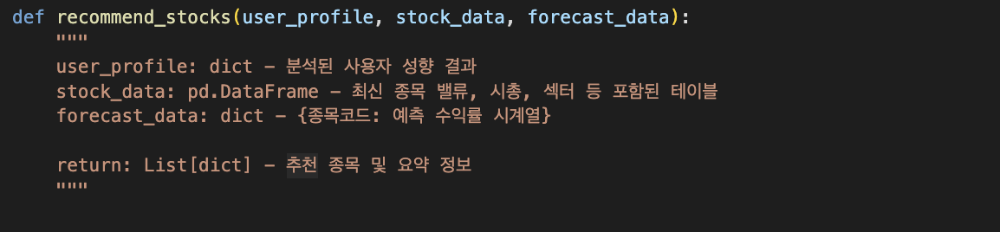 def recommend_stocks(user_profile, stock_data, forecast_data):
    """
    user_profile: dict – 분석된 사용자 성향 결과
    stock_data: pd.DataFrame – 최신 종목 밸류, 시총, 섹터 등 포함된 테이블
    forecast_data: dict – {종목코드: 예측 수익률 시계열}
    return: List[dict] – 추천 종목 및 요약 정보
    """